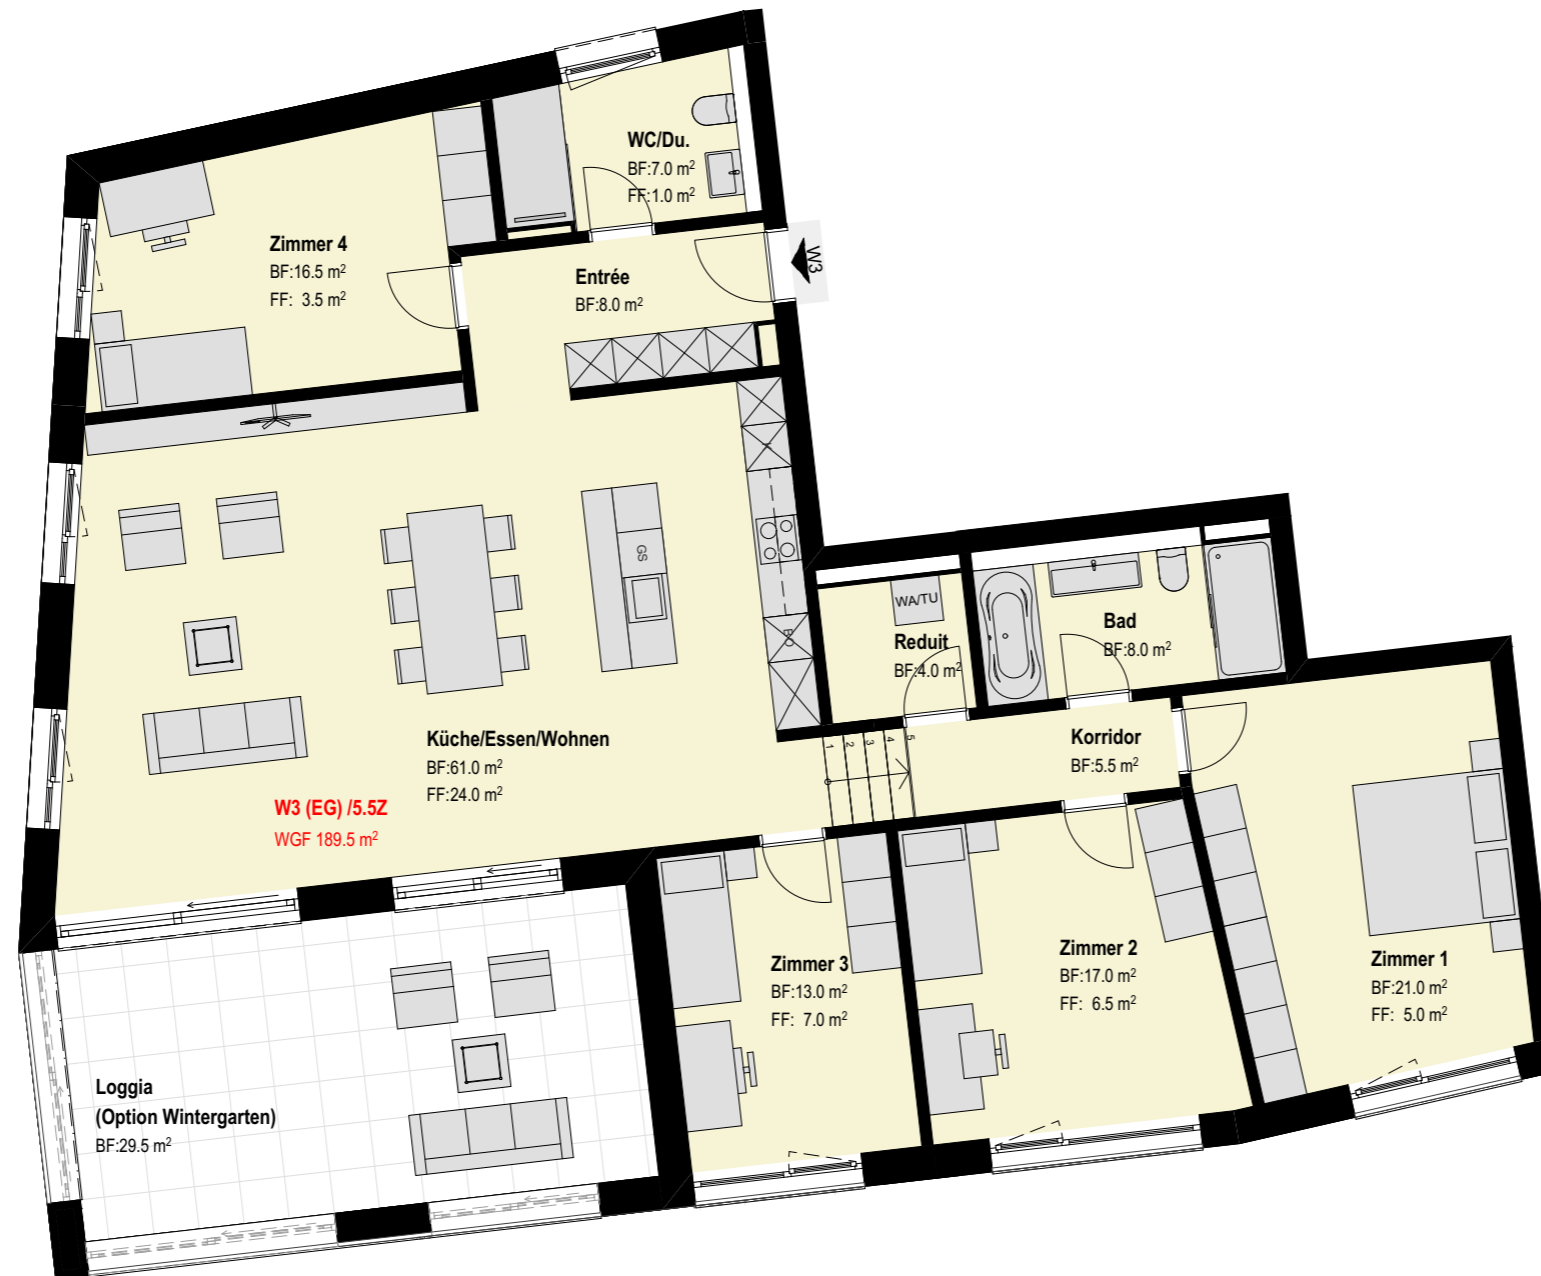 WC/Du.
BF:7.0 m²
FF:1.0 m²
Zimmer 4
BF:16.5 m²
FF: 3.5 m²
Entrée
BF:8.0 m²
W3
GS
BO
WA/TU
Reduit
BF:4.0 m²
Bad
BF:8.0 m²
Küche/Essen/Wohnen
BF:61.0 m²
FF:24.0 m²
1
2
3
4
5
Korridor
BF:5.5 m²
W3 (EG) /5.5Z
WGF 189.5 m²
Zimmer 3
BF:13.0 m²
FF: 7.0 m²
Zimmer 2
BF:17.0 m²
FF: 6.5 m²
Zimmer 1
BF:21.0 m²
FF: 5.0 m²
Loggia
(Option Wintergarten)
BF:29.5 m²